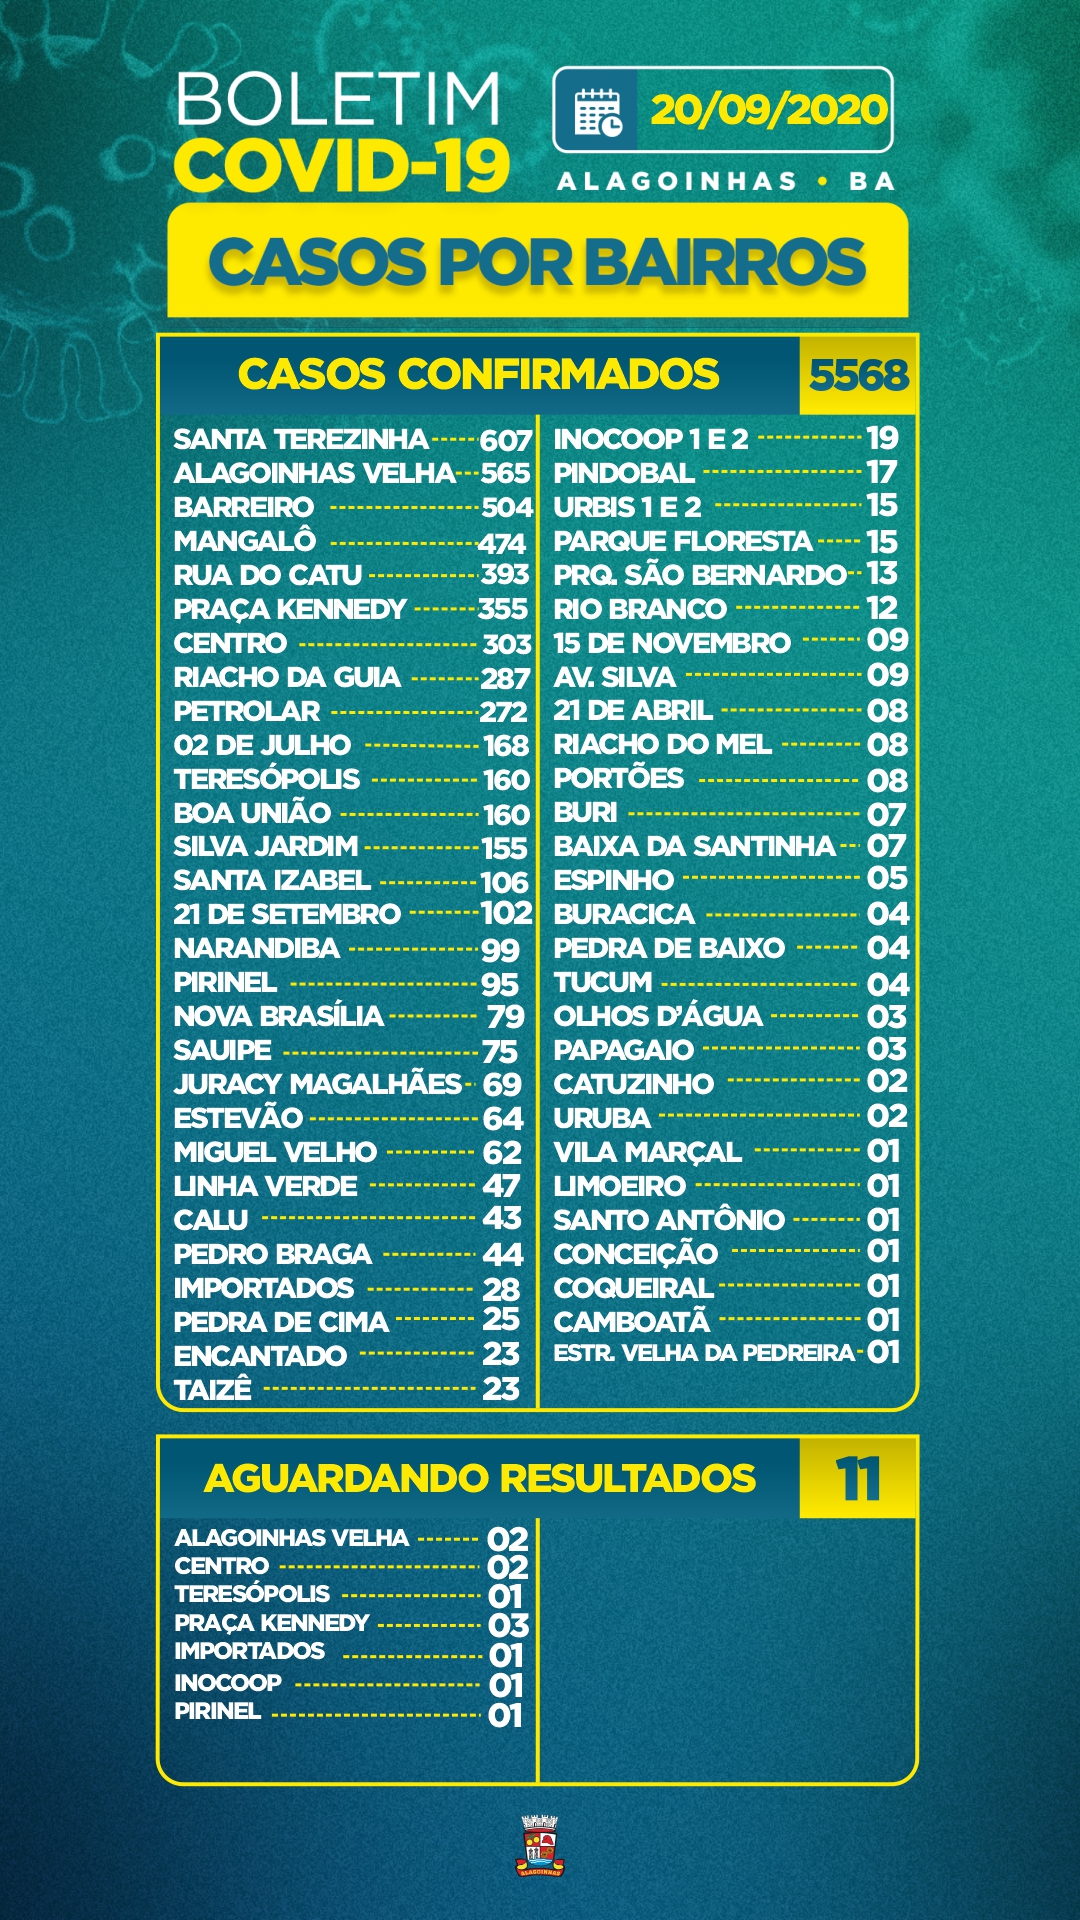 BOLETIM
COVID-19
20/09/2020
ALAGOINHAS • BA
CASOS POR BAIRROS
CASOS CONFIRMADOS 5568
SANTA TEREZINHA 607
ALAGOINHAS VELHA 565
BARREIRO 504
MANGALÔ 474
RUA DO CATU 393
PRAÇA KENNEDY 355
CENTRO 303
RIACHO DA GUIA 287
PETROLAR 272
02 DE JULHO 168
TERESÓPOLIS 160
BOA UNIÃO 160
SILVA JARDIM 155
SANTA IZABEL 106
21 DE SETEMBRO 102
NARANDIBA 99
PIRINEL 95
NOVA BRASÍLIA 79
SAUIPE 75
JURACY MAGALHÃES 69
ESTEVÃO 64
MIGUEL VELHO 62
LINHA VERDE 47
CALU 43
PEDRO BRAGA 44
IMPORTADOS 28
PEDRA DE CIMA 25
ENCANTADO 23
TAIZÊ 23
INOCOOP 1 E 2 19
PINDOBAL 17
URBIS 1 E 2 15
PARQUE FLORESTA 15
PRQ. SÃO BERNARDO 13
RIO BRANCO 12
15 DE NOVEMBRO 09
AV. SILVA 09
21 DE ABRIL 08
RIACHO DO MEL 08
PORTÕES 08
BURI 07
BAIXA DA SANTINHA 07
ESPINHO 05
BURACICA 04
PEDRA DE BAIXO 04
TUCUM 04
OLHOS D'ÁGUA 03
PAPAGAIO 03
CATUZINHO 02
URUBA 02
VILA MARÇAL 01
LIMOEIRO 01
SANTO ANTÔNIO 01
CONCEIÇÃO 01
COQUEIRAL 01
CAMBOATÃ 01
ESTR. VELHA DA PEDREIRA 01
AGUARDANDO RESULTADOS 11
ALAGOINHAS VELHA 02
CENTRO 02
TERESÓPOLIS 01
PRAÇA KENNEDY 03
IMPORTADOS 01
INOCOOP 01
PIRINEL 01
ALAGOINHAS